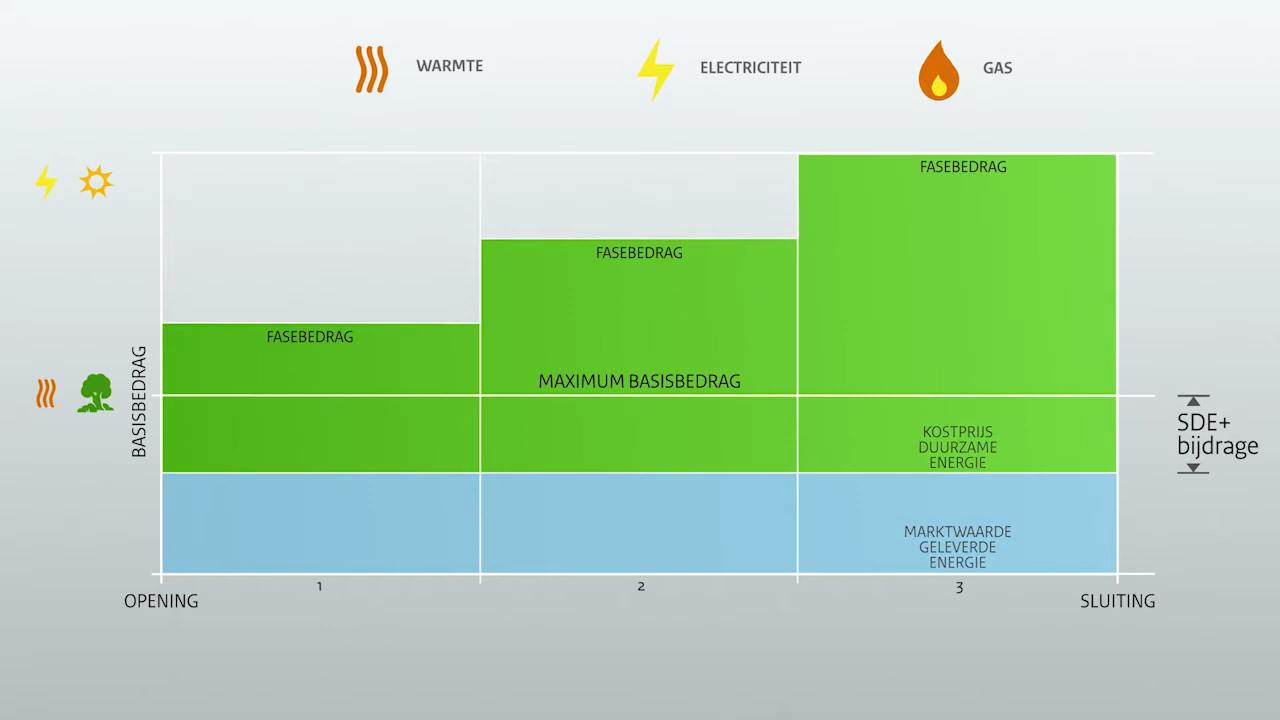 WARMTE
ELECTRICITEIT
GAS
FASEBEDRAG
FASEBEDRAG
FASEBEDRAG
BASISBEDRAG
MAXIMUM BASISBEDRAG
SDE+
bijdrage
KOSTPRIJS
DUURZAME
ENERGIE
MARKTWAARDE
GELEVERDE
ENERGIE
1
2
3
OPENING
SLUITING